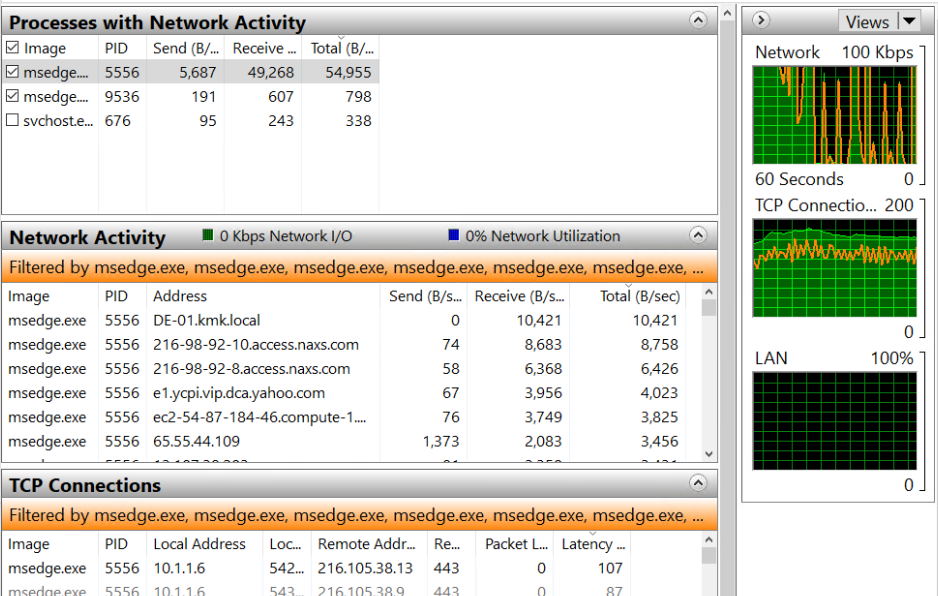 Processes with Network Activity
Image PID Send (B/... Receive ... Total (B/...
msedge.... 5556 5,687 49,268 54,955
msedge.... 9536 191 607 798
svchost.e... 676 95 243 338
Network Activity 0 Kbps Network I/O 0% Network Utilization
Filtered by msedge.exe, msedge.exe, msedge.exe, msedge.exe, msedge.exe, msedge.exe, ...
Image PID Address Send (B/s... Receive (B/s... Total (B/sec)
msedge.exe 5556 DE-01.kmk.local 0 10,421 10,421
msedge.exe 5556 216-98-92-10.access.naxs.com 74 8,683 8,758
msedge.exe 5556 216-98-92-8.access.naxs.com 58 6,368 6,426
msedge.exe 5556 e1.ycpi.vip.dca.yahoo.com 67 3,956 4,023
msedge.exe 5556 ec2-54-87-184-46.compute-1.... 76 3,749 3,825
msedge.exe 5556 65.55.44.109 1,373 2,083 3,456
TCP Connections
Filtered by msedge.exe, msedge.exe, msedge.exe, msedge.exe, msedge.exe, msedge.exe, ...
Image PID Local Address Loc... Remote Addr... Re... Packet L... Latency ...
msedge.exe 5556 10.1.1.6 542... 216.105.38.13 443 0 107
msedge.exe 5556 10.1.1.6 543... 216.105.38.9 443 0 87
Views
Network 100 Kbps
60 Seconds 0
TCP Connectio... 200
0
LAN 100%
0